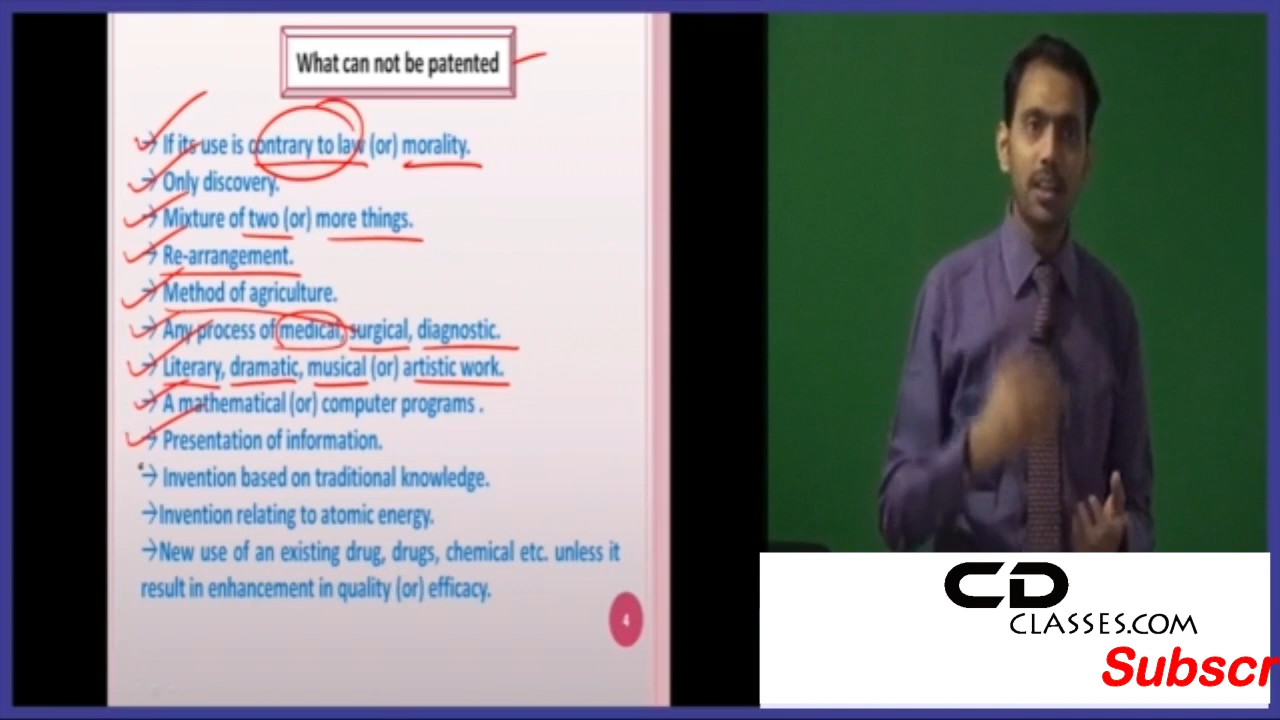 What can not be patented
→ If its use is contrary to law (or) morality.
→ Only discovery.
→ Mixture of two (or) more things.
→ Re-arrangement.
→ Method of agriculture.
→ Any process of medical, surgical, diagnostic.
→ Literary, dramatic, musical (or) artistic work.
→ A mathematical (or) computer programs .
→ Presentation of information.
→ Invention based on traditional knowledge.
→Invention relating to atomic energy.
→New use of an existing drug, drugs, chemical etc. unless it
result in enhancement in quality (or) efficacy.
4
CD
CLASSES.COM
Subscr